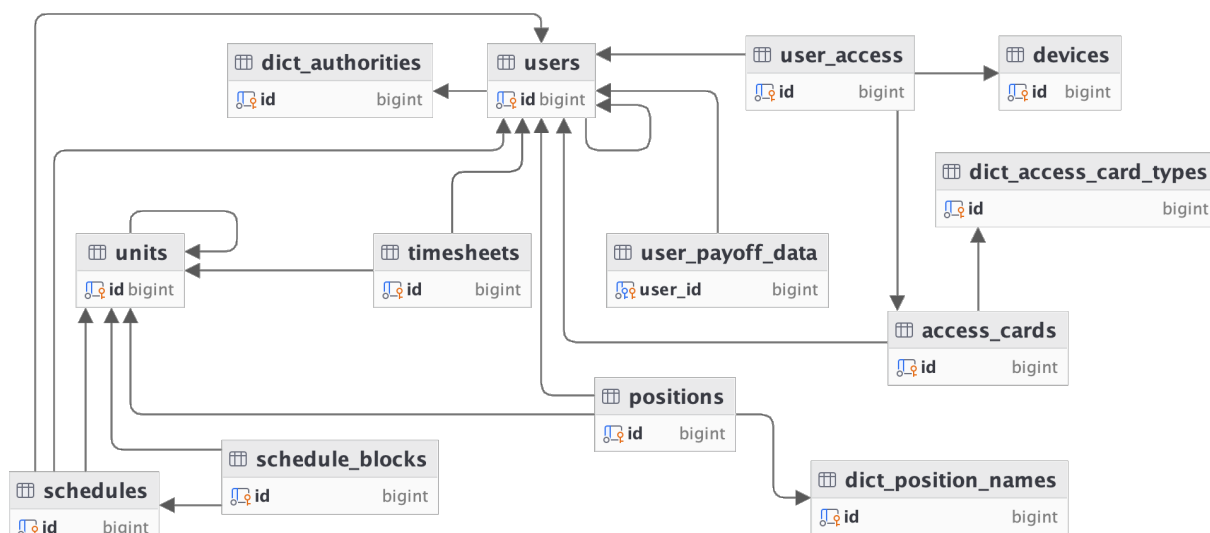 dict_authorities
id bigint
users
id bigint
user_access
id bigint
devices
id bigint
dict_access_card_types
id bigint
units
id bigint
timesheets
id bigint
user_payoff_data
user_id bigint
access_cards
id bigint
positions
id bigint
schedule_blocks
id bigint
schedules
id bigint
dict_position_names
id bigint